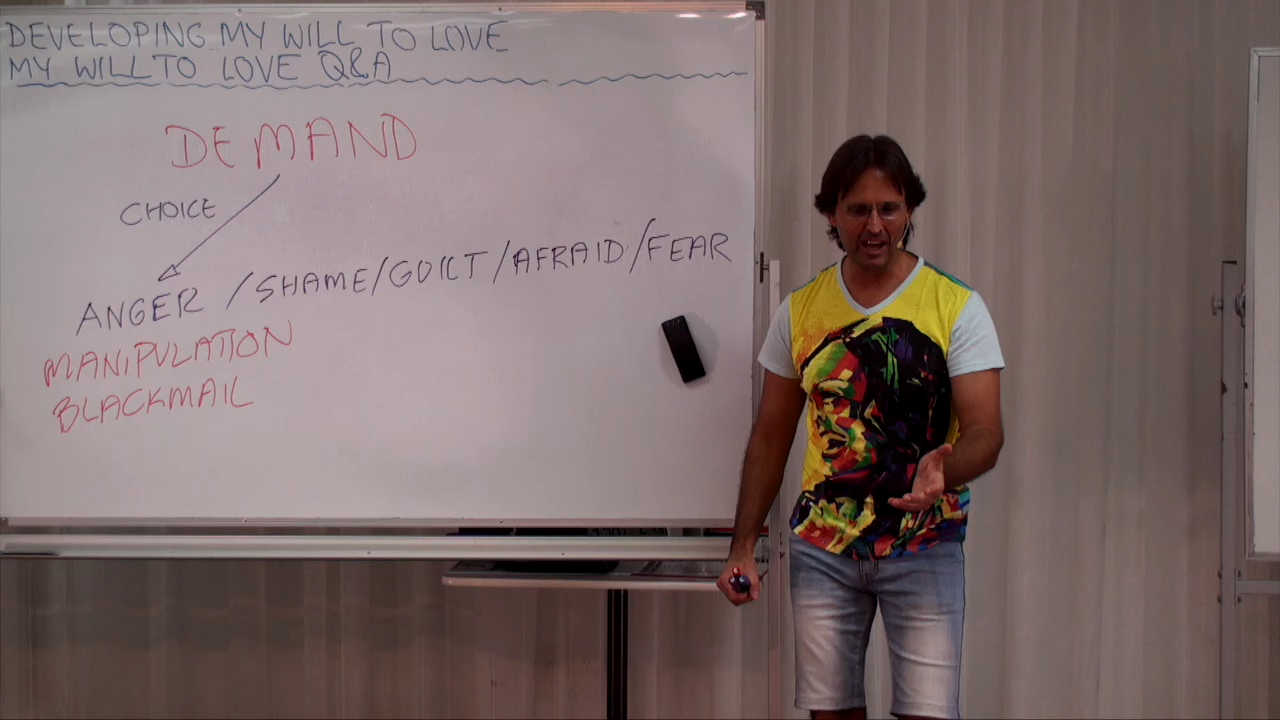 DEVELOPING MY WILL TO LOVE
MY WILL TO LOVE Q&A
DEMAND
CHOICE
ANGER / SHAME / GUILT / AFRAID / FEAR
MANIPULATION
BLACKMAIL